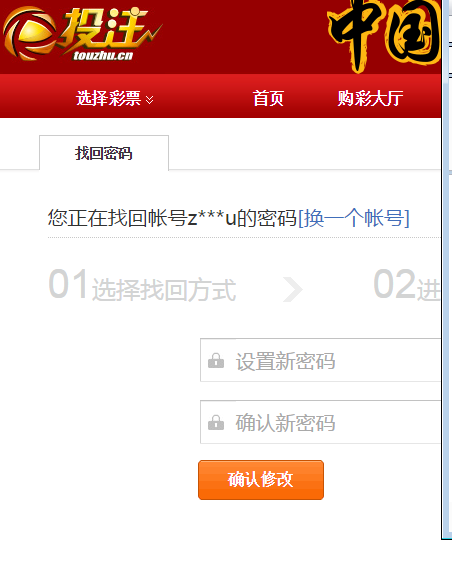 投注
touzhu.cn
中国
选择彩票
首页
购彩大厅
找回密码
您正在找回帐号z***u的密码[换一个帐号]
01选择找回方式
02进
设置新密码
确认新密码
确认修改